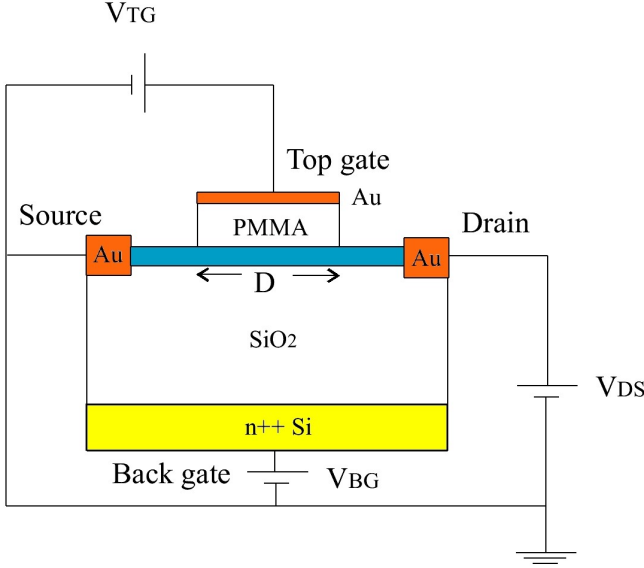 VTG
Top gate
Au
Source
PMMA
Drain
Au
Au
D
SiO2
VDS
n++ Si
Back gate
VBG